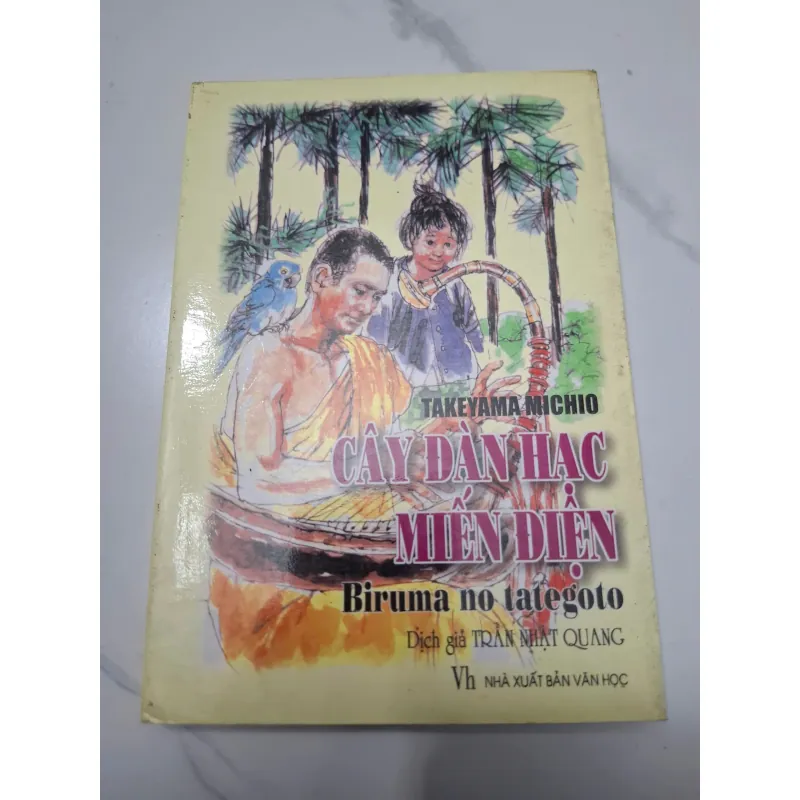 TAKEYAMA MICHIO
CÂY ĐÀN HẠC
MIẾN ĐIỆN
Biruma no tategoto
Dịch giả TRẦN NHẬT QUANG
Vh NHÀ XUẤT BẢN VĂN HỌC